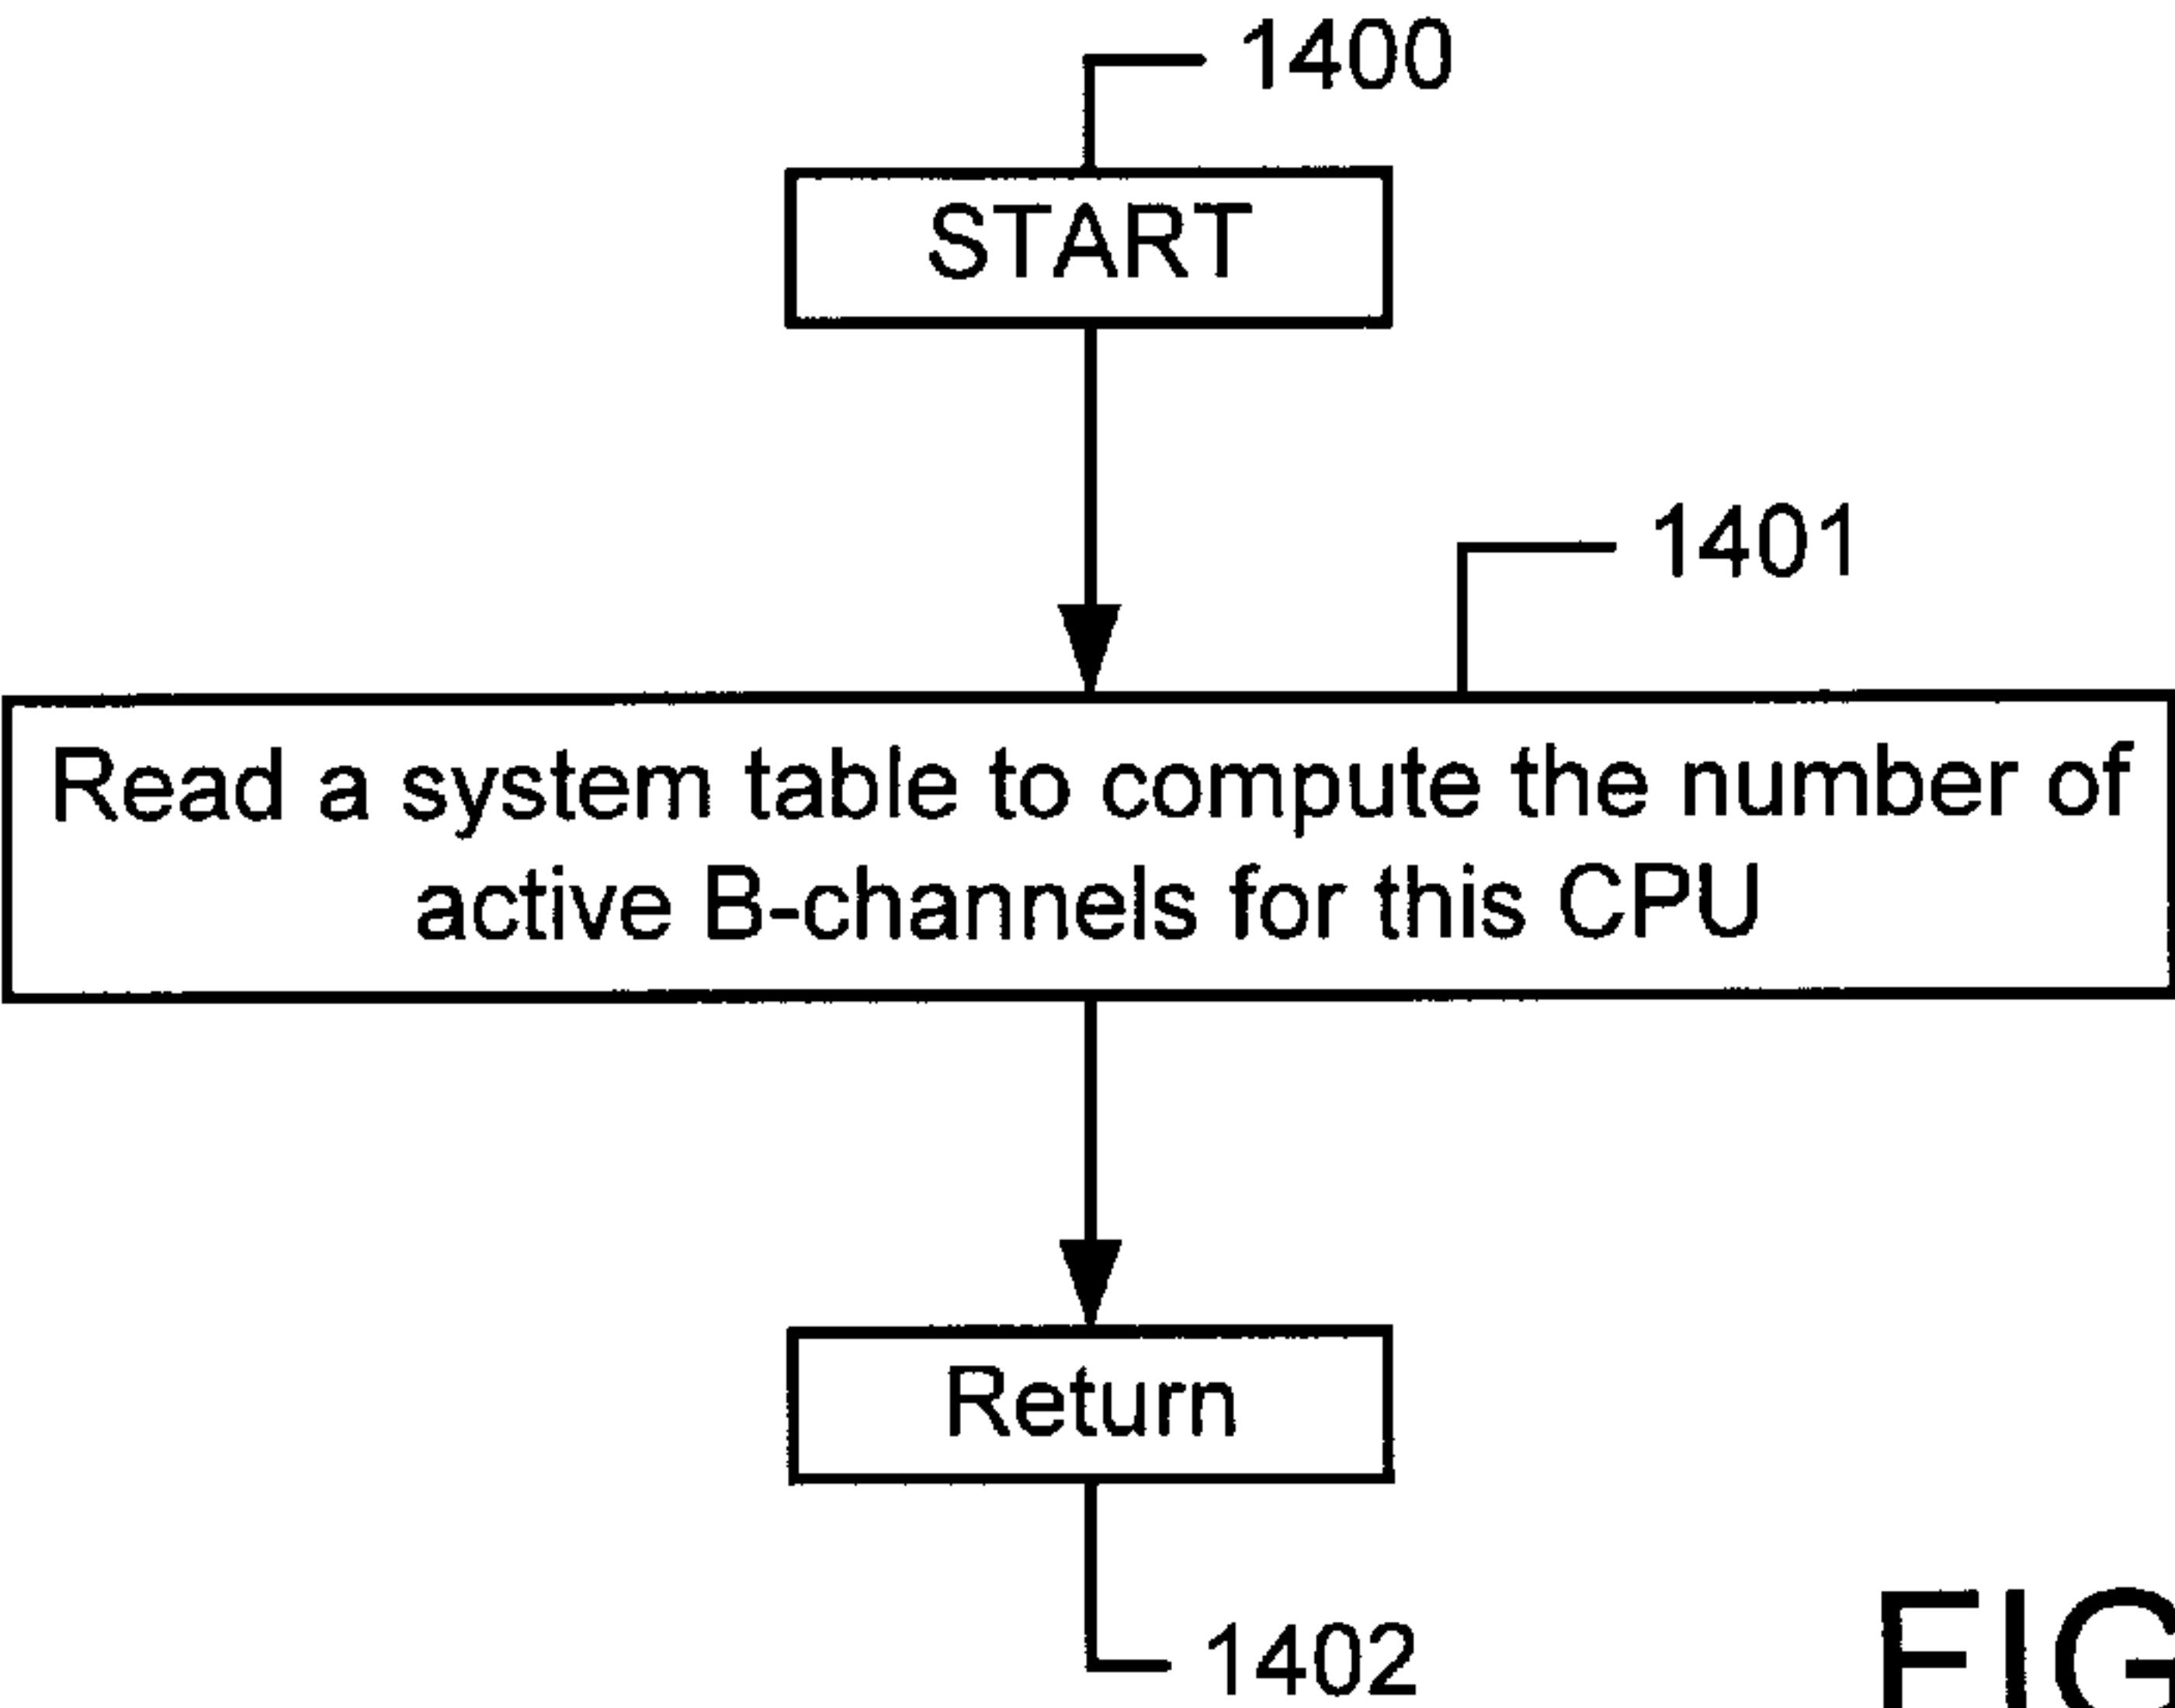 1400
START
1401
Read a system table to compute the number of
active B-channels for this CPU
Return
1402
FIG